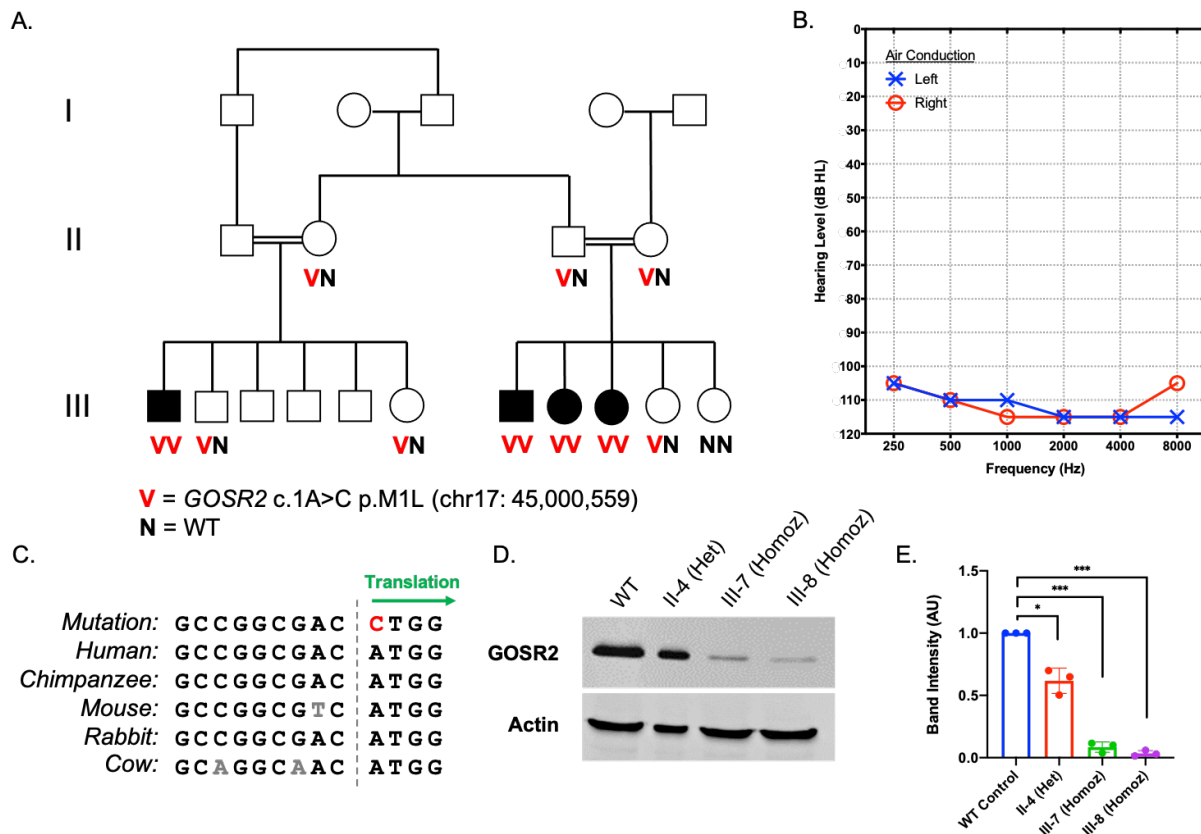 A.
I
II
VN
VN
VN
III
VV
VN
VN
VV
VV
VV
VN
NN
V = GOSR2 c.1A>C p.M1L (chr17: 45,000,559)
N = WT
B.
Hearing Level (dB HL)
0
10
20
30
40
50
60
70
80
90
100
110
120
Air Conduction
Left
Right
250
500
1000
2000
4000
8000
Frequency (Hz)
C.
Translation
Mutation: GCCGGCGAC CTGG
Human: GCCGGCGAC ATGG
Chimpanzee: GCCGGCGAC ATGG
Mouse: GCCGGCGTC ATGG
Rabbit: GCCGGCGAC ATGG
Cow: GCAGGCAAC ATGG
D.
WT
II-4 (Het)
III-7 (Homoz)
III-8 (Homoz)
GOSR2
Actin
E.
Band Intensity (AU)
1.5
1.0
0.5
0.0
***
***
*
WT Control
II-4 (Het)
III-7 (Homoz)
III-8 (Homoz)